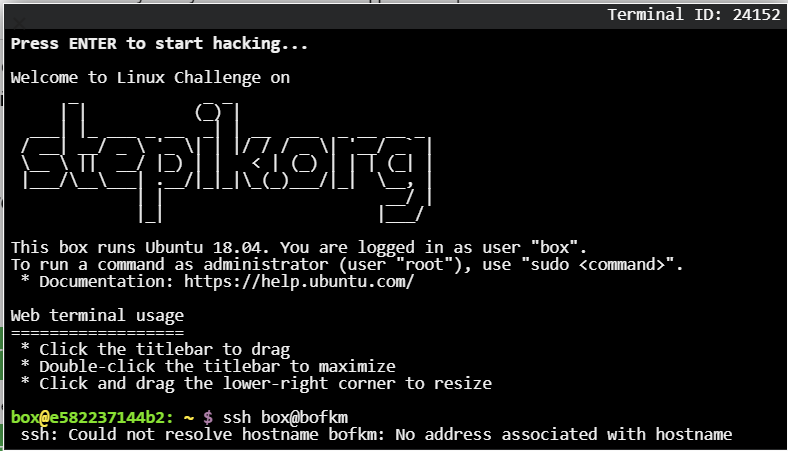 Terminal ID: 24152
Press ENTER to start hacking...
Welcome to Linux Challenge on
stepik.org
This box runs Ubuntu 18.04. You are logged in as user "box".
To run a command as administrator (user "root"), use "sudo <command>".
* Documentation: https://help.ubuntu.com/
Web terminal usage
==================
* Click the titlebar to drag
* Double-click the titlebar to maximize
* Click and drag the lower-right corner to resize
box@e582237144b2: ~ $ ssh box@bofkm
ssh: Could not resolve hostname bofkm: No address associated with hostname